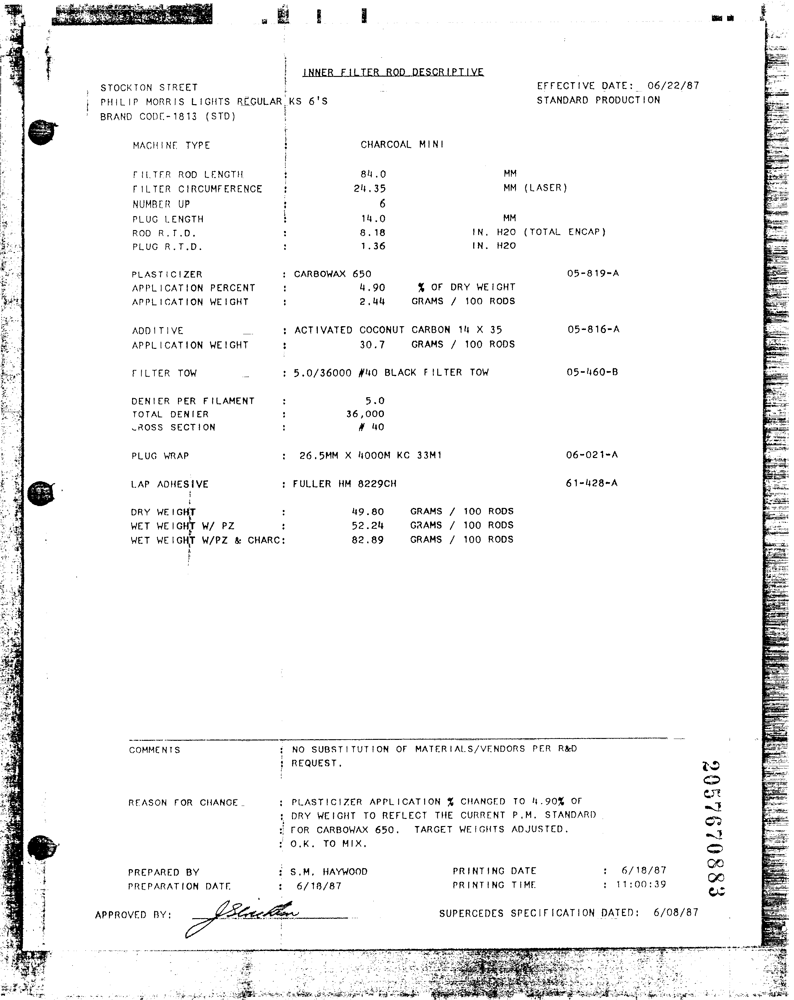 INNER FILTER ROD DESCRIPTIVE
STOCKTON STREET EFFECTIVE DATE: 06/22/87
PHILIP MORRIS LIGHTS REGULAR KS 6'S STANDARD PRODUCTION
BRAND CODE-1813 (STD)
MACHINE TYPE CHARCOAL MINI
FILTER ROD LENGTH : 84.0 MM
FILTER CIRCUMFERENCE : 24.35 MM (LASER)
NUMBER UP : 6
PLUG LENGTH : 14.0 MM
ROD R.T.D. : 8.18 IN. H2O (TOTAL ENCAP)
PLUG R.T.D. : 1.36 IN. H2O
PLASTICIZER : CARBOWAX 650 05-819-A
APPLICATION PERCENT : 4.90 % OF DRY WEIGHT
APPLICATION WEIGHT : 2.44 GRAMS / 100 RODS
ADDITIVE : ACTIVATED COCONUT CARBON 14 X 35 05-816-A
APPLICATION WEIGHT : 30.7 GRAMS / 100 RODS
FILTER TOW : 5.0/36000 #40 BLACK FILTER TOW 05-460-B
DENIER PER FILAMENT : 5.0
TOTAL DENIER : 36,000
CROSS SECTION : # 40
PLUG WRAP : 26.5MM X 4000M KC 33M1 06-021-A
LAP ADHESIVE : FULLER HM 8229CH 61-428-A
DRY WEIGHT : 49.80 GRAMS / 100 RODS
WET WEIGHT W/ PZ : 52.24 GRAMS / 100 RODS
WET WEIGHT W/PZ & CHARC: 82.89 GRAMS / 100 RODS
COMMENTS : NO SUBSTITUTION OF MATERIALS/VENDORS PER R&D
: REQUEST.
REASON FOR CHANGE : PLASTICIZER APPLICATION % CHANGED TO 4.90% OF
: DRY WEIGHT TO REFLECT THE CURRENT P.M. STANDARD
: FOR CARBOWAX 650. TARGET WEIGHTS ADJUSTED.
: O.K. TO MIX.
PREPARED BY : S.M. HAYWOOD PRINTING DATE : 6/18/87
PREPARATION DATE : 6/18/87 PRINTING TIME : 11:00:39
APPROVED BY: SUPERCEDES SPECIFICATION DATED: 6/08/87
2057670883